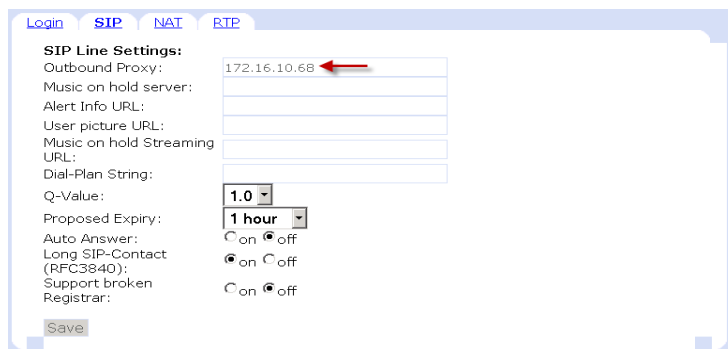 Login SIP NAT RTP
SIP Line Settings:
Outbound Proxy: 172.16.10.68
Music on hold server:
Alert Info URL:
User picture URL:
Music on hold Streaming
URL:
Dial-Plan String:
Q-Value: 1.0
Proposed Expiry: 1 hour
Auto Answer: on off
Long SIP-Contact
(RFC3840): on off
Support broken
Registrar: on off
Save